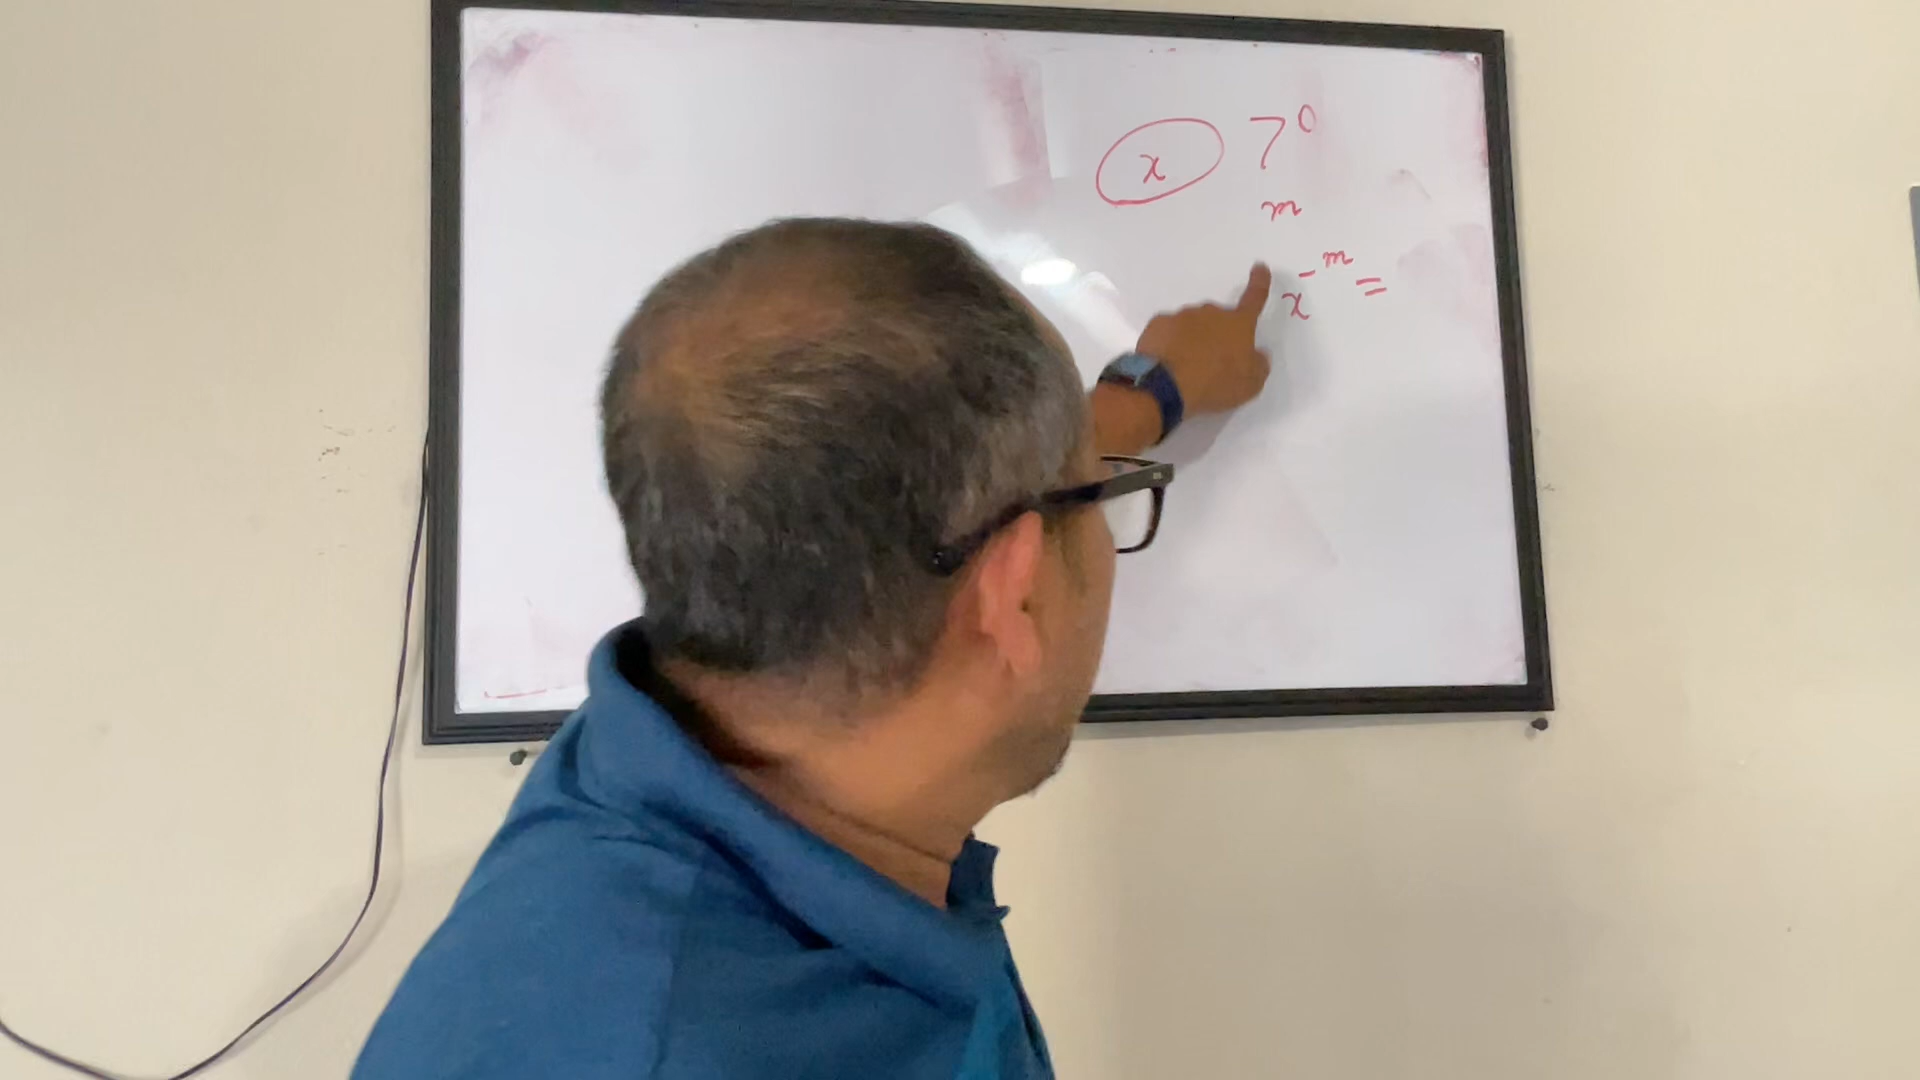 x 7⁰
m
x⁻ᵐ =